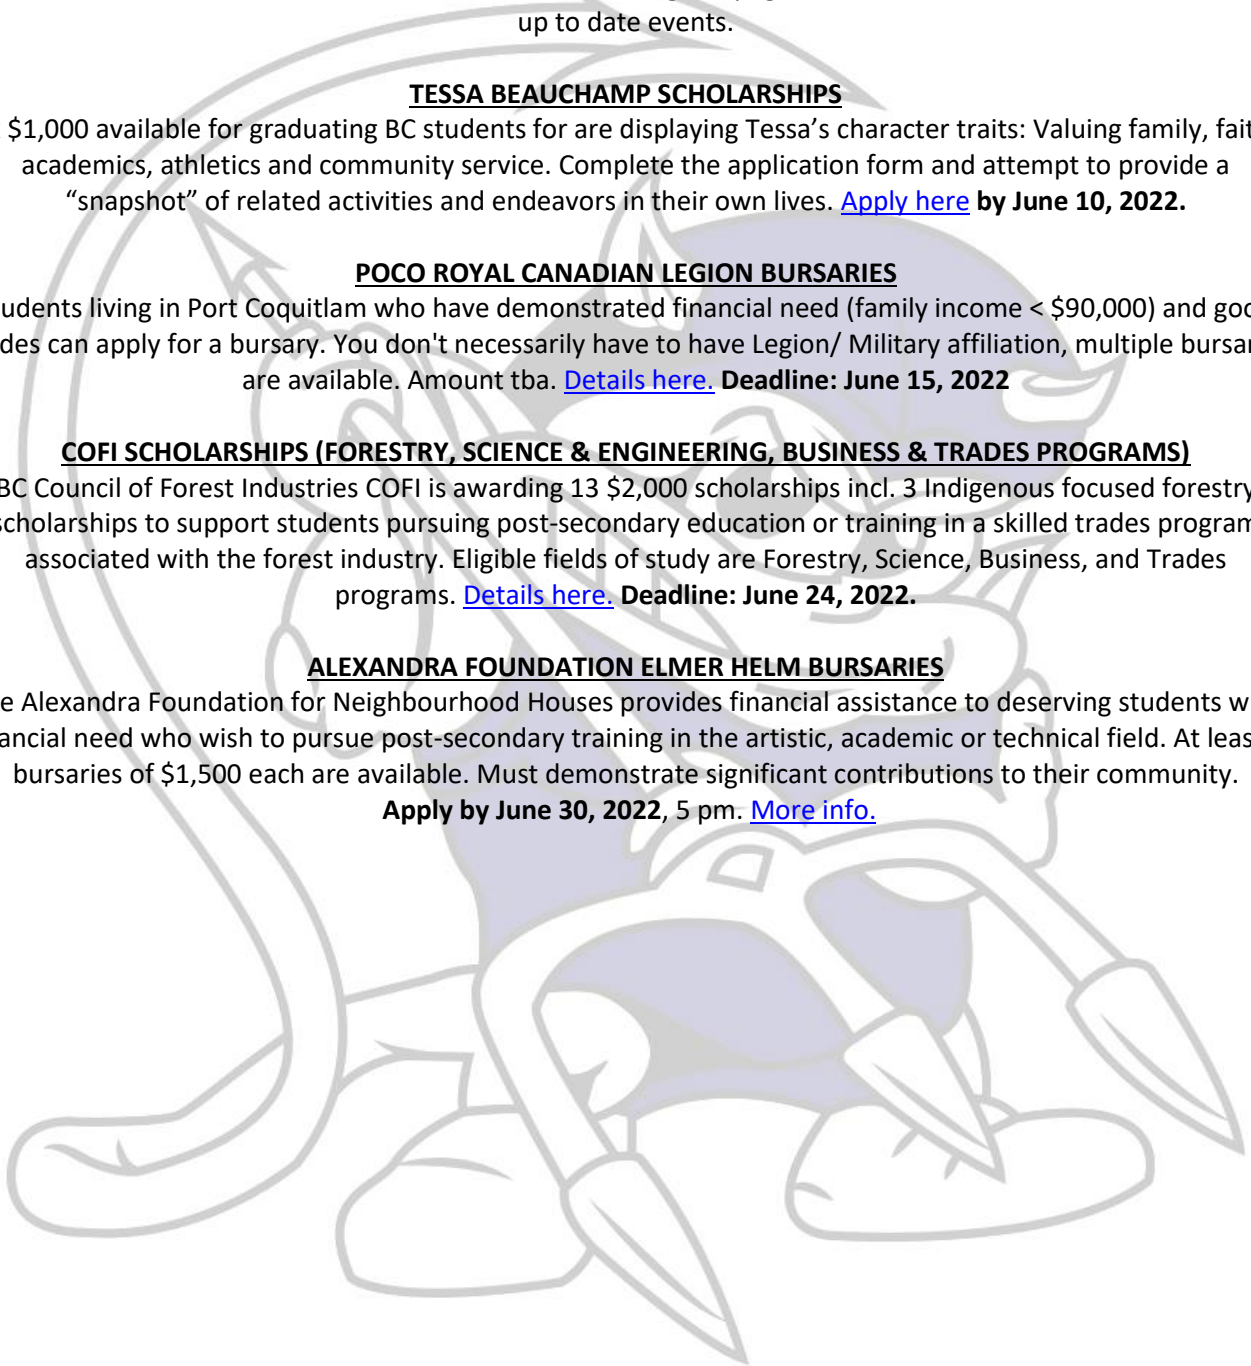 up to date events.
TESSA BEAUCHAMP SCHOLARSHIPS
$1,000 available for graduating BC students for are displaying Tessa’s character traits: Valuing family, fait
academics, athletics and community service. Complete the application form and attempt to provide a
“snapshot” of related activities and endeavors in their own lives. Apply here by June 10, 2022.
POCO ROYAL CANADIAN LEGION BURSARIES
udents living in Port Coquitlam who have demonstrated financial need (family income < $90,000) and goo
des can apply for a bursary. You don't necessarily have to have Legion/ Military affiliation, multiple bursar
are available. Amount tba. Details here. Deadline: June 15, 2022
COFI SCHOLARSHIPS (FORESTRY, SCIENCE & ENGINEERING, BUSINESS & TRADES PROGRAMS)
BC Council of Forest Industries COFI is awarding 13 $2,000 scholarships incl. 3 Indigenous focused forestry
scholarships to support students pursuing post-secondary education or training in a skilled trades program
associated with the forest industry. Eligible fields of study are Forestry, Science, Business, and Trades
programs. Details here. Deadline: June 24, 2022.
ALEXANDRA FOUNDATION ELMER HELM BURSARIES
e Alexandra Foundation for Neighbourhood Houses provides financial assistance to deserving students w
ancial need who wish to pursue post-secondary training in the artistic, academic or technical field. At leas
bursaries of $1,500 each are available. Must demonstrate significant contributions to their community.
Apply by June 30, 2022, 5 pm. More info.